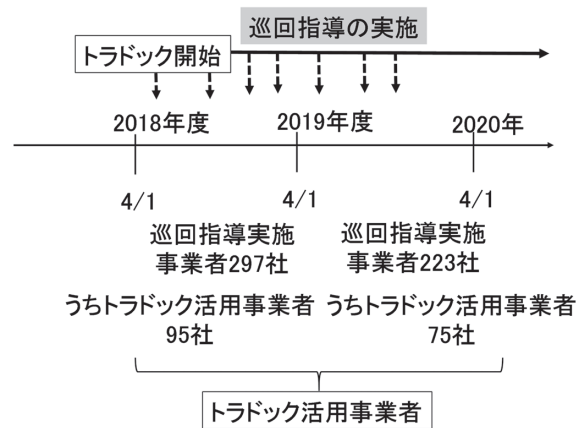 巡回指導の実施
トラドック開始
2018年度 2019年度 2020年
4/1 4/1 4/1
巡回指導実施 巡回指導実施
事業者297社 事業者223社
うちトラドック活用事業者 うちトラドック活用事業者
95社 75社
トラドック活用事業者